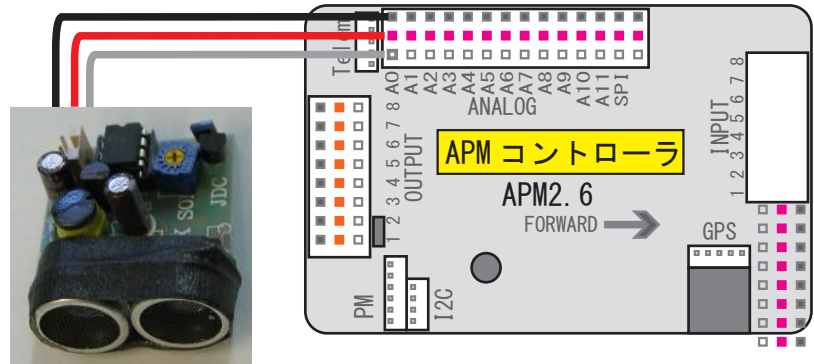 Telem
A0 A1 A2 A3 A4 A5 A6 A7 A8 A9 A10 A11 SPI
ANALOG
1 2 3 4 5 6 7 8
OUTPUT
APM コントローラ
APM2.6
FORWARD
INPUT
1 2 3 4 5 6 7 8
GPS
PM
I2C
JDC